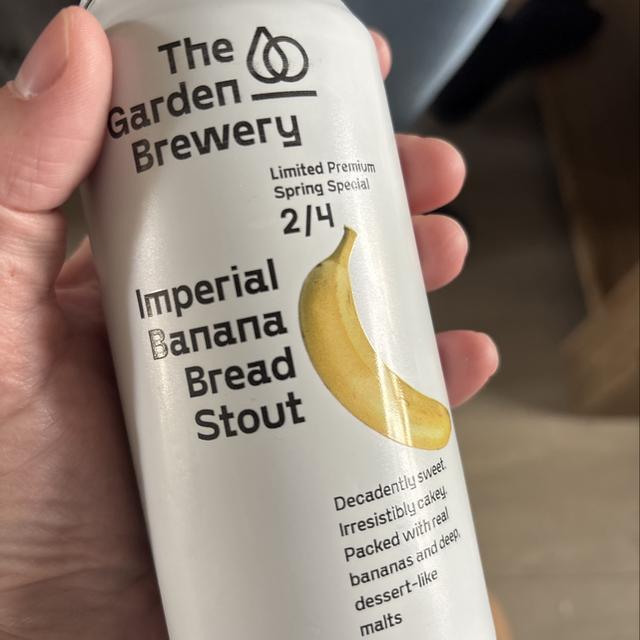 The
Garden
Brewery
Limited Premium
Spring Special
2/4
Imperial
Banana
Bread
Stout
Decadently sweet.
Irresistibly cakey.
Packed with real
bananas and deep,
dessert-like
malts